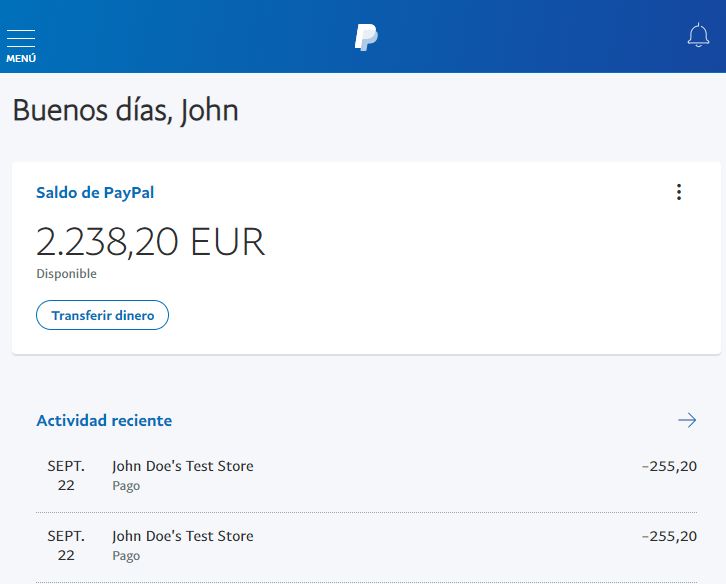 MENÚ
Buenos días, John
Saldo de PayPal
2.238,20 EUR
Disponible
Transferir dinero
Actividad reciente
SEPT. 22 John Doe's Test Store -255,20
Pago
SEPT. 22 John Doe's Test Store -255,20
Pago